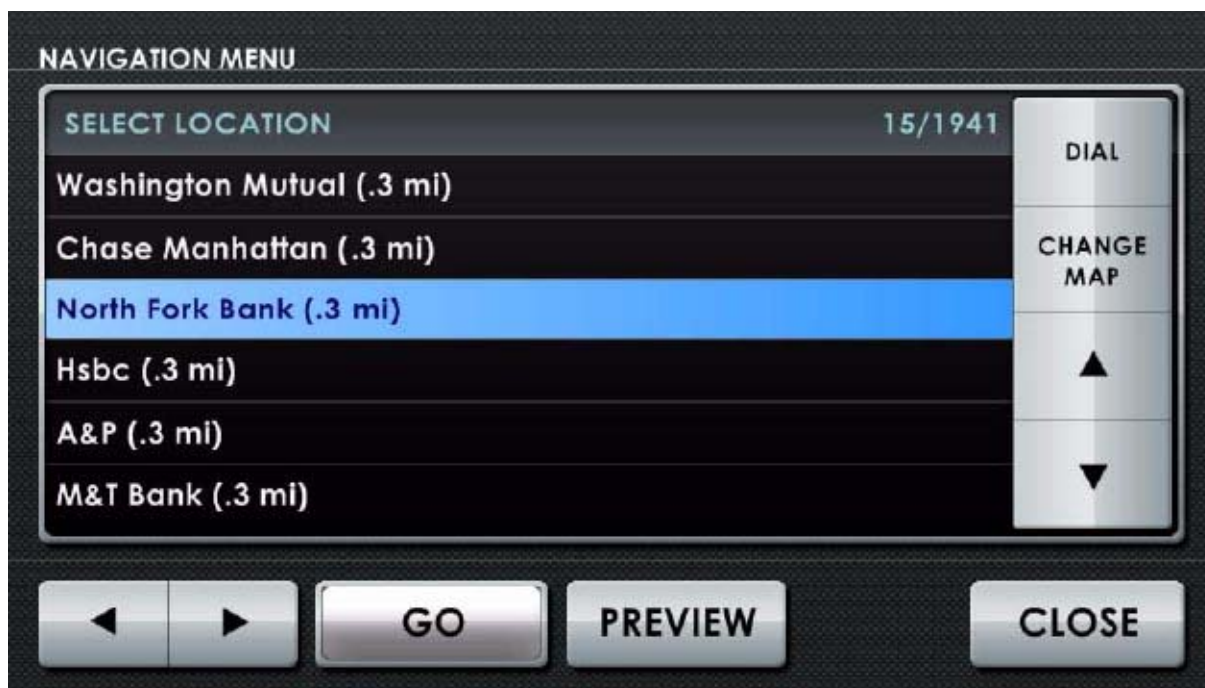 NAVIGATION MENU
SELECT LOCATION 15/1941
Washington Mutual (.3 mi)
Chase Manhattan (.3 mi)
North Fork Bank (.3 mi)
Hsbc (.3 mi)
A&P (.3 mi)
M&T Bank (.3 mi)
DIAL
CHANGE
MAP
GO PREVIEW CLOSE